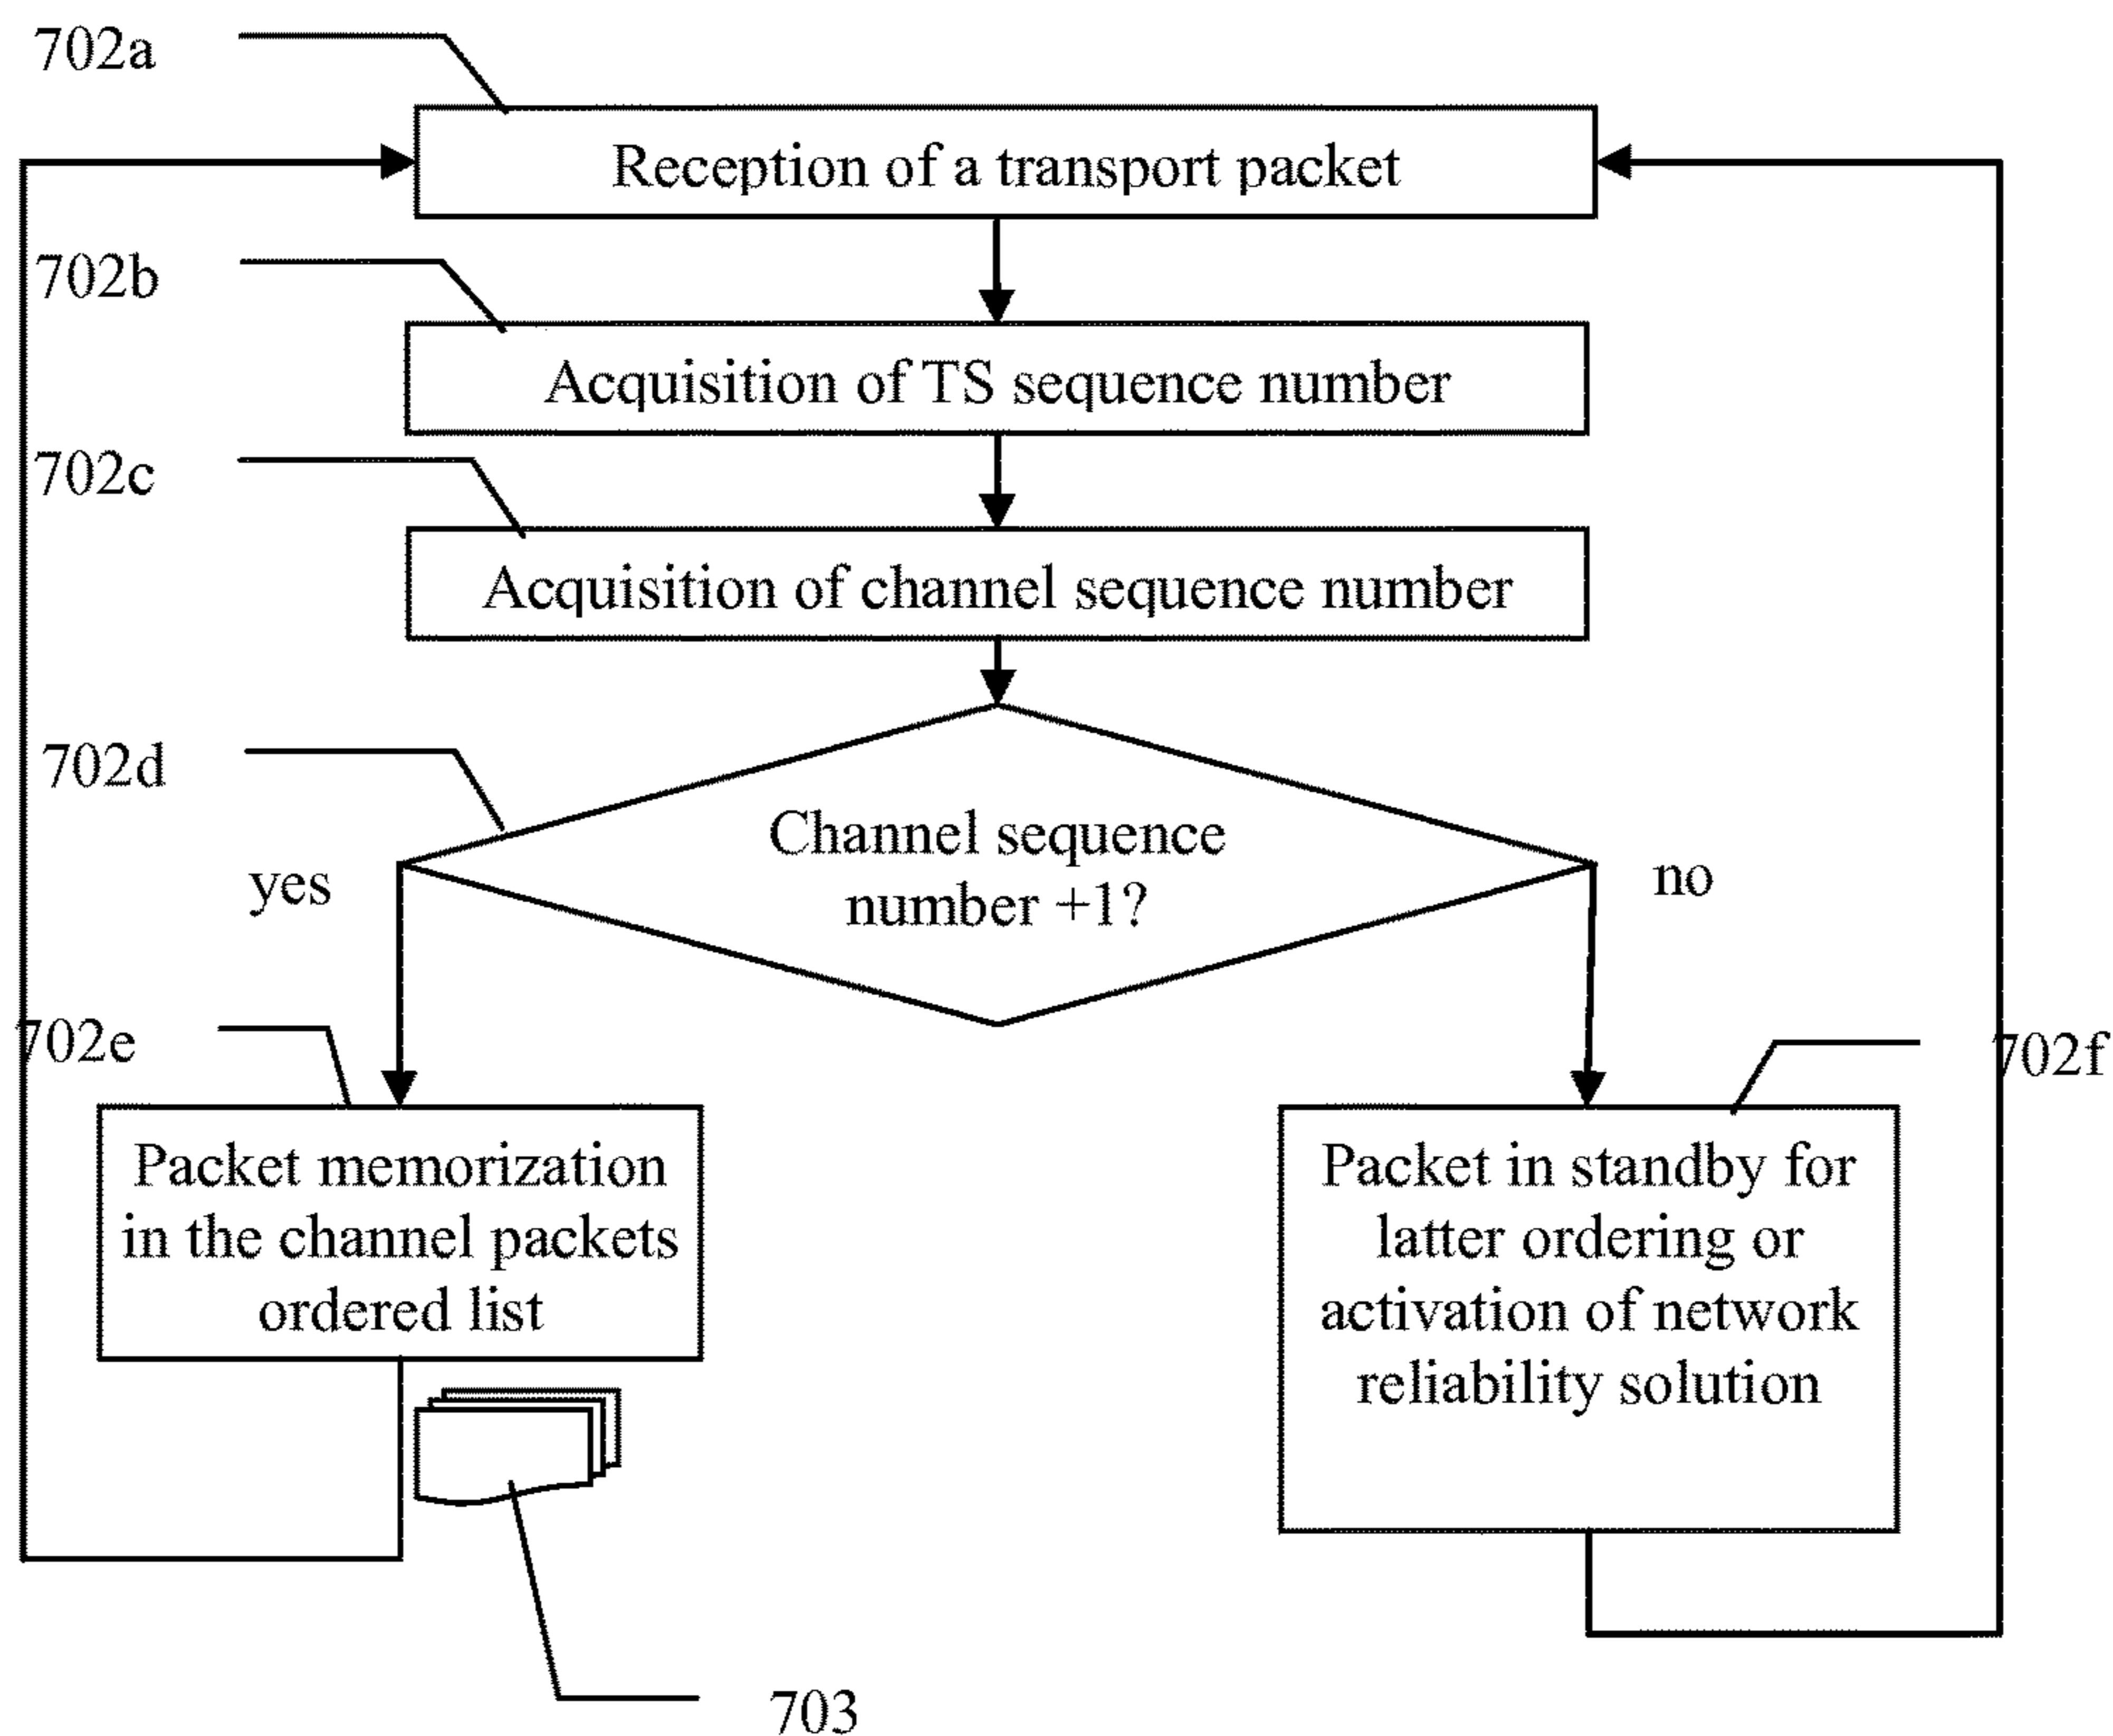 702a
Reception of a transport packet
702b
Acquisition of TS sequence number
702c
Acquisition of channel sequence number
702d
Channel sequence
number +1?
yes
no
702e
702f
Packet memorization
in the channel packets
ordered list
Packet in standby for
latter ordering or
activation of network
reliability solution
703